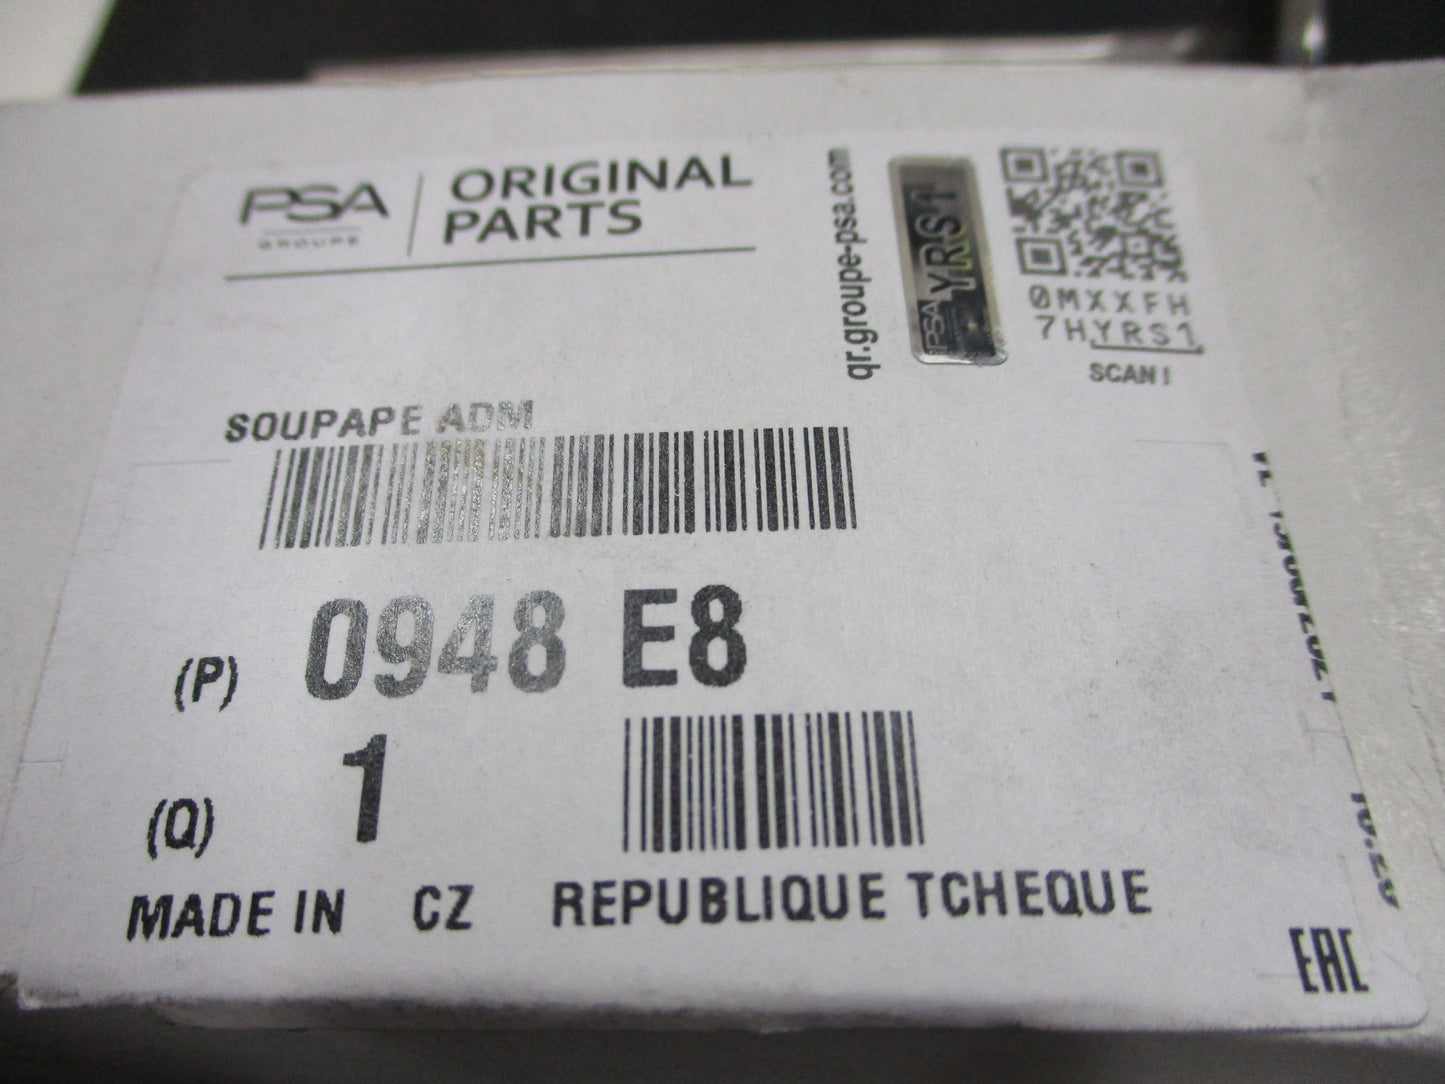 PSA
GROUPE
ORIGINAL
PARTS
qr.groupe-psa.com
PSA YRS1
0MXXFH
7HYRS1
SCAN!
SOUPAPE ADM
(P) 0948 E8
(Q) 1
MADE IN CZ REPUBLIQUE TCHEQUE
EAC